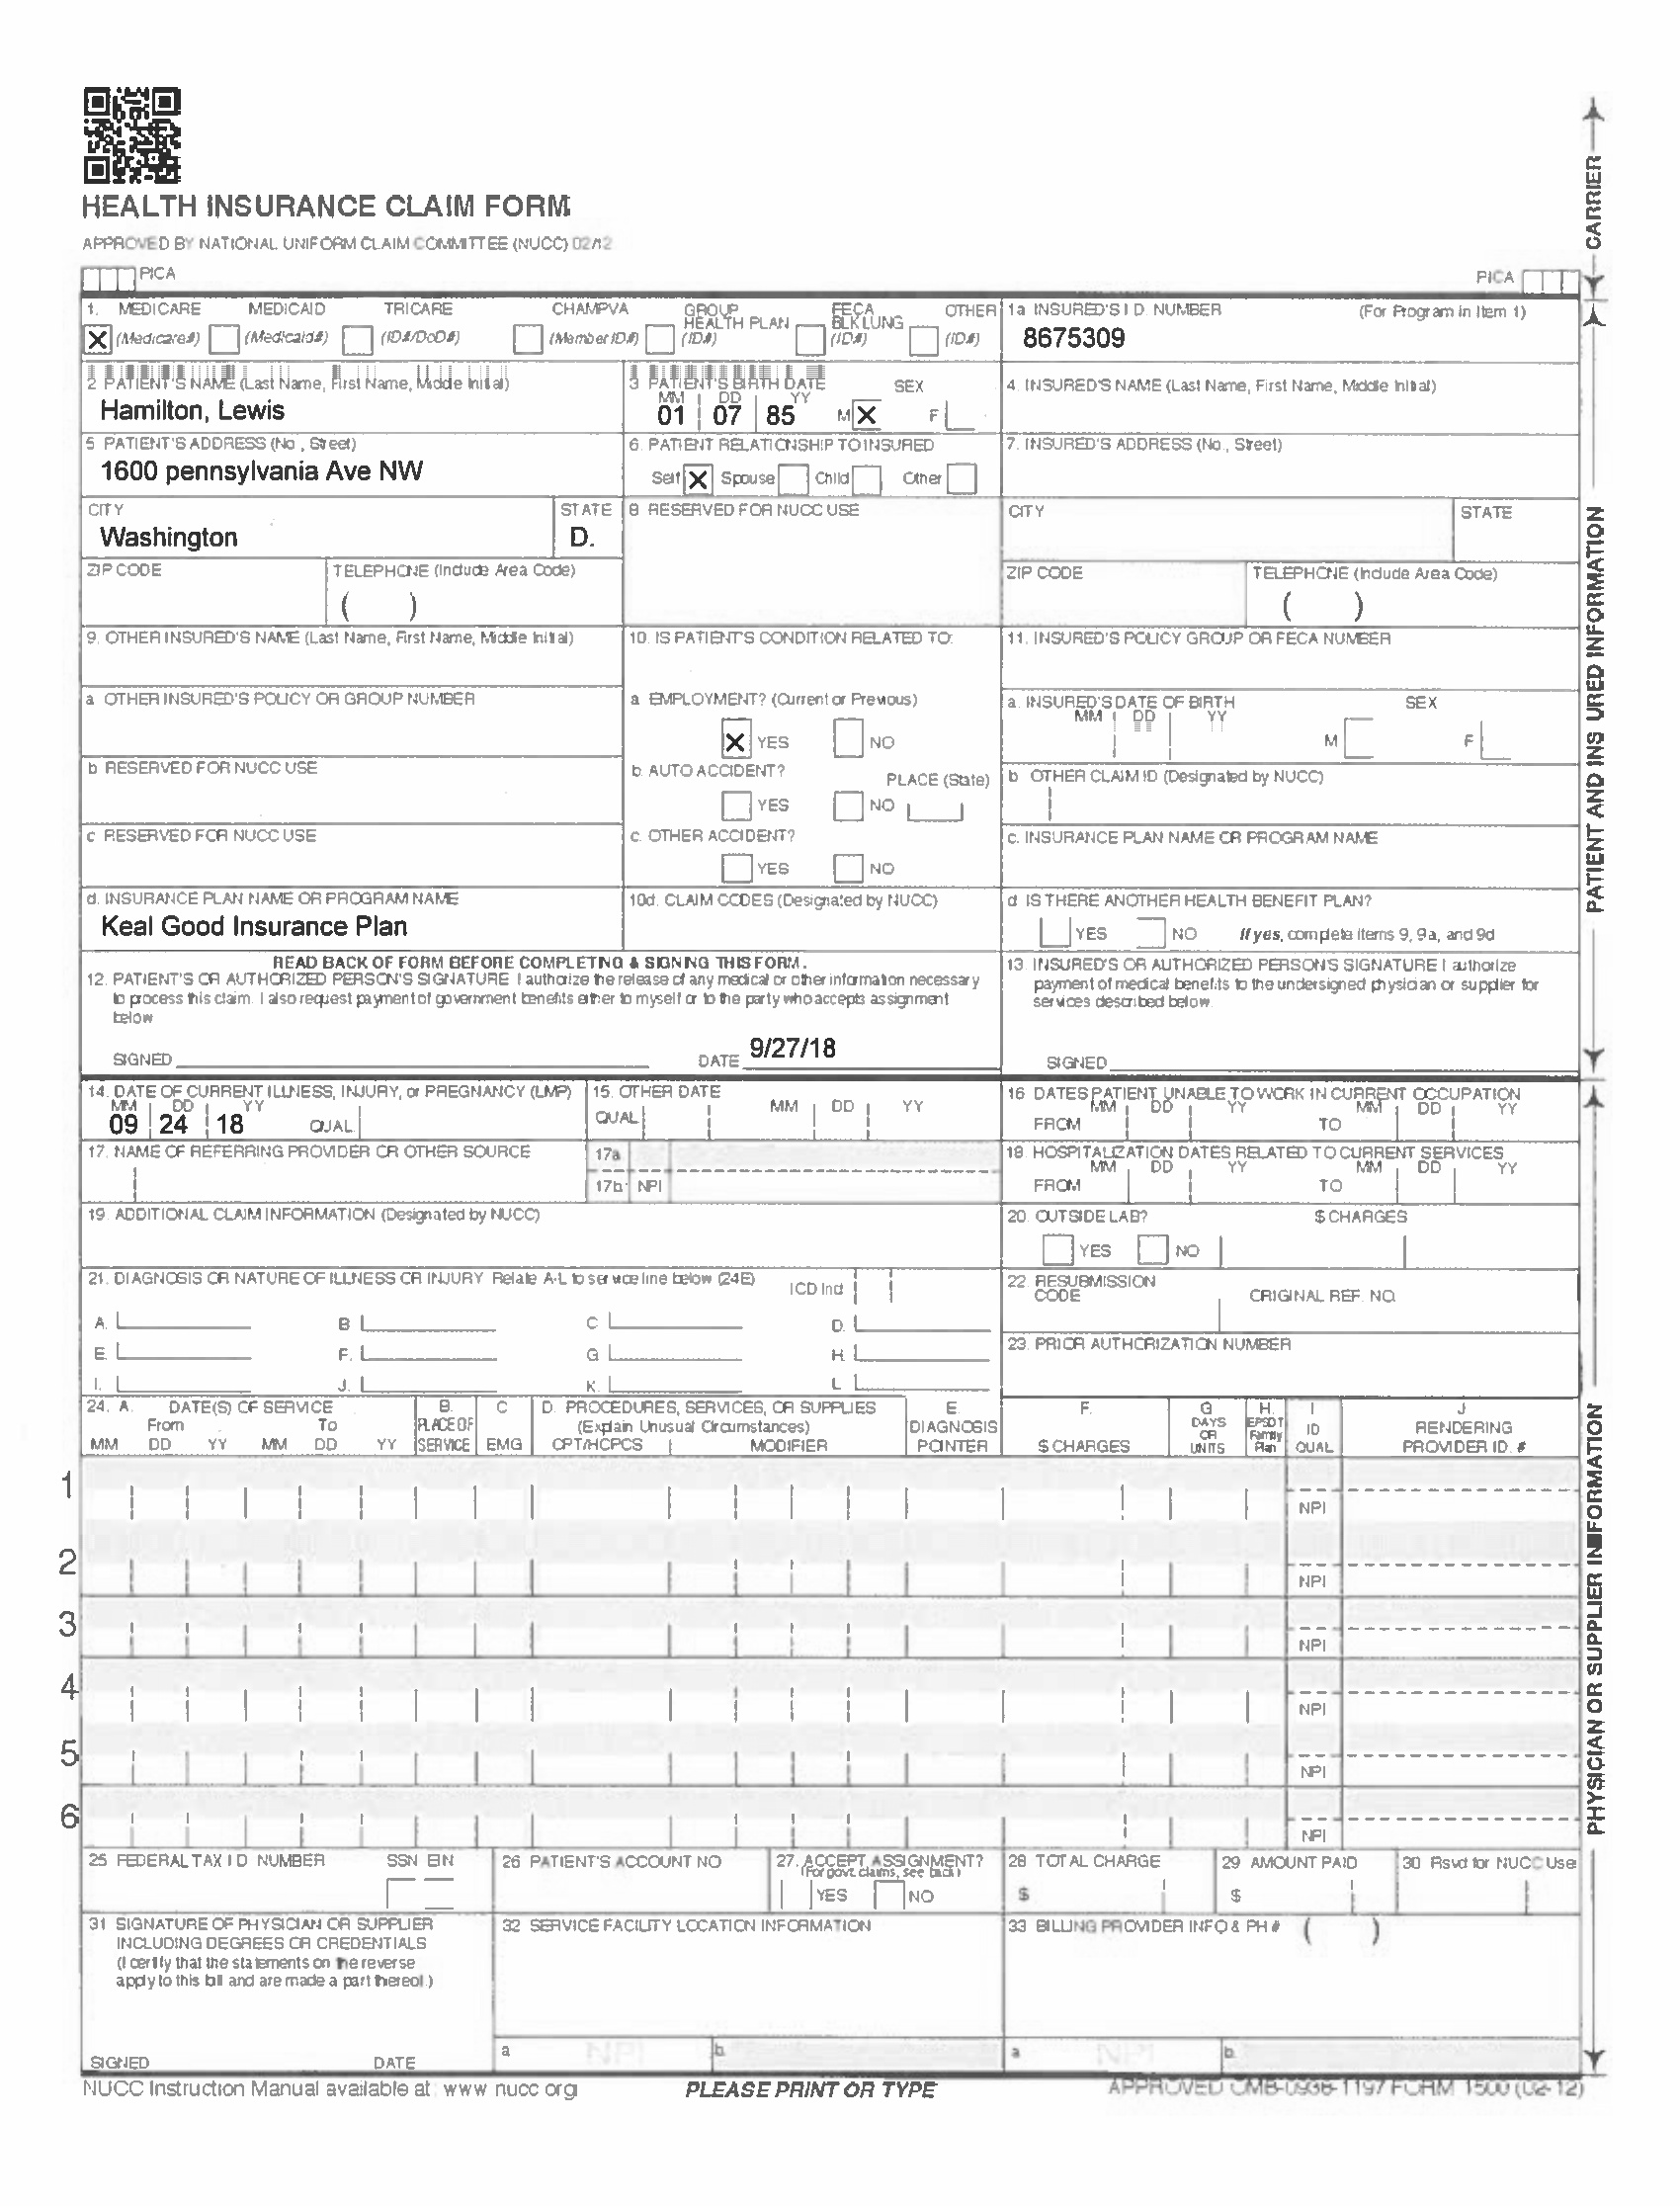 HEALTH INSURANCE CLAIM FORM
APPROVED BY NATIONAL UNIFORM CLAIM COMMITTEE (NUCC) 02/12
PICA
PICA
1. MEDICARE MEDICAID TRICARE CHAMPVA GROUP HEALTH PLAN FECA BLK LUNG OTHER
X (Medicare#) (Medicaid#) (ID#/DoD#) (Member ID#) (ID#) (ID#) (ID#)
1a INSURED'S I D NUMBER (For Program in Item 1)
8675309
2 PATIENT'S NAME (Last Name, First Name, Middle Initial)
Hamilton, Lewis
3 PATIENT'S BIRTH DATE SEX
MM DD YY
01 07 85 M X F
4. INSURED'S NAME (Last Name, First Name, Middle Initial)
5 PATIENT'S ADDRESS (No., Street)
1600 pennsylvania Ave NW
6. PATIENT RELATIONSHIP TO INSURED
Self X Spouse Child Other
7. INSURED'S ADDRESS (No., Street)
CITY STATE
Washington D.
8 RESERVED FOR NUCC USE
CITY STATE
ZIP CODE TELEPHONE (Include Area Code)
( )
ZIP CODE TELEPHONE (Include Area Code)
( )
9. OTHER INSURED'S NAME (Last Name, First Name, Middle Initial)
10. IS PATIENT'S CONDITION RELATED TO:
11. INSURED'S POLICY GROUP OR FECA NUMBER
a OTHER INSURED'S POLICY OR GROUP NUMBER
a EMPLOYMENT? (Current or Previous)
X YES NO
a. INSURED'S DATE OF BIRTH SEX
MM DD YY
M F
b RESERVED FOR NUCC USE
b. AUTO ACCIDENT? PLACE (State)
YES NO
b OTHER CLAIM ID (Designated by NUCC)
c RESERVED FOR NUCC USE
c. OTHER ACCIDENT?
YES NO
c. INSURANCE PLAN NAME OR PROGRAM NAME
d. INSURANCE PLAN NAME OR PROGRAM NAME
Keal Good Insurance Plan
10d. CLAIM CODES (Designated by NUCC)
d IS THERE ANOTHER HEALTH BENEFIT PLAN?
YES NO If yes, complete items 9, 9a, and 9d
READ BACK OF FORM BEFORE COMPLETING & SIGNING THIS FORM.
12. PATIENT'S OR AUTHORIZED PERSON'S SIGNATURE I authorize the release of any medical or other information necessary
to process this claim. I also request payment of government benefits either to myself or to the party who accepts assignment
below
SIGNED DATE 9/27/18
13. INSURED'S OR AUTHORIZED PERSON'S SIGNATURE I authorize
payment of medical benefits to the undersigned physician or supplier for
services described below.
SIGNED
14. DATE OF CURRENT ILLNESS, INJURY, or PREGNANCY (LMP)
MM DD YY
09 24 18 QUAL
15. OTHER DATE
QUAL MM DD YY
16 DATES PATIENT UNABLE TO WORK IN CURRENT OCCUPATION
MM DD YY MM DD YY
FROM TO
17. NAME OF REFERRING PROVIDER OR OTHER SOURCE
17a
17b NPI
18. HOSPITALIZATION DATES RELATED TO CURRENT SERVICES
MM DD YY MM DD YY
FROM TO
19. ADDITIONAL CLAIM INFORMATION (Designated by NUCC)
20. OUTSIDE LAB? $ CHARGES
YES NO
21. DIAGNOSIS OR NATURE OF ILLNESS OR INJURY Relate A-L to service line below (24E) ICD Ind
A. B C D.
E. F. G H.
I. J. K. L
22. RESUBMISSION
CODE ORIGINAL REF. NO.
23. PRIOR AUTHORIZATION NUMBER
24. A. DATE(S) OF SERVICE
From To
MM DD YY MM DD YY
B. PLACE OF SERVICE
C EMG
D. PROCEDURES, SERVICES, OR SUPPLIES
(Explain Unusual Circumstances)
CPT/HCPCS MODIFIER
E. DIAGNOSIS POINTER
F. $ CHARGES
G DAYS OR UNITS
H. EPSDT Family Plan
I ID QUAL
J RENDERING PROVIDER ID. #
1 NPI
2 NPI
3 NPI
4 NPI
5 NPI
6 NPI
25 FEDERAL TAX I D NUMBER SSN EIN
26 PATIENT'S ACCOUNT NO
27. ACCEPT ASSIGNMENT?
(For govt. claims, see back)
YES NO
28 TOTAL CHARGE
$
29 AMOUNT PAID
$
30 Rsvd for NUCC Use
31 SIGNATURE OF PHYSICIAN OR SUPPLIER
INCLUDING DEGREES OR CREDENTIALS
(I certify that the statements on the reverse
apply to this bill and are made a part thereof.)
SIGNED DATE
32 SERVICE FACILITY LOCATION INFORMATION
a NPI b.
33 BILLING PROVIDER INFO & PH # ( )
a NPI b.
NUCC Instruction Manual available at: www nucc org
PLEASE PRINT OR TYPE
APPROVED OMB-0938-1197 FORM 1500 (02-12)
CARRIER
PATIENT AND INSURED INFORMATION
PHYSICIAN OR SUPPLIER INFORMATION